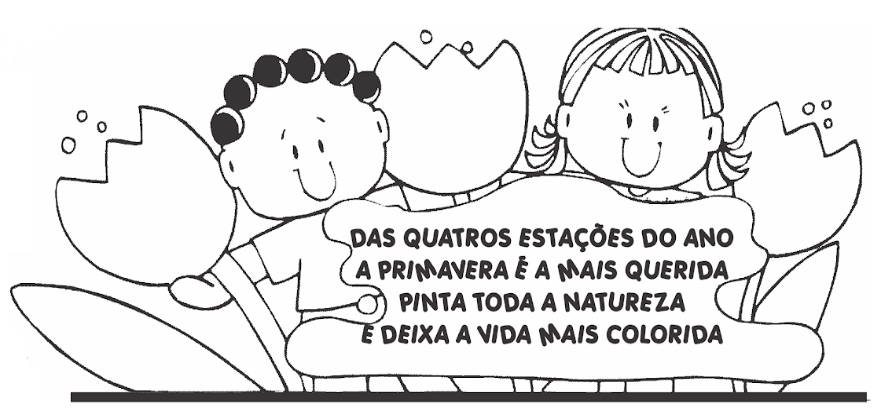 DAS QUATROS ESTAÇÕES DO ANO
A PRIMAVERA É A MAIS QUERIDA
PINTA TODA A NATUREZA
E DEIXA A VIDA MAIS COLORIDA